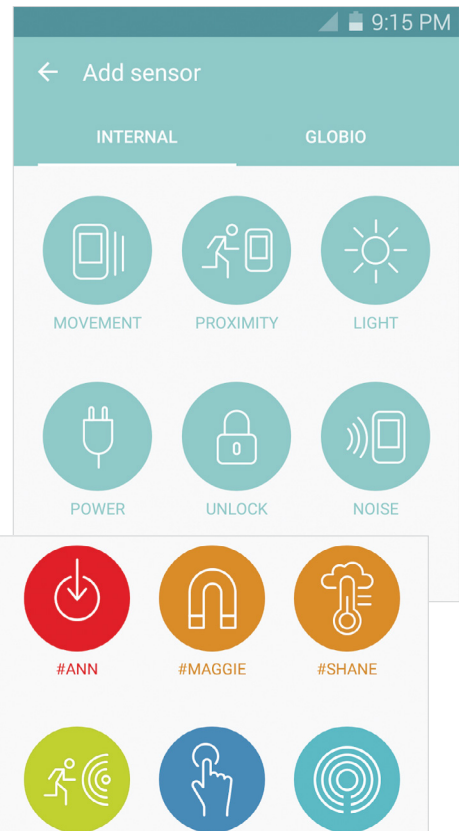 9:15 PM
Add sensor
INTERNAL GLOBIO
MOVEMENT PROXIMITY LIGHT
POWER UNLOCK NOISE
#ANN #MAGGIE #SHANE